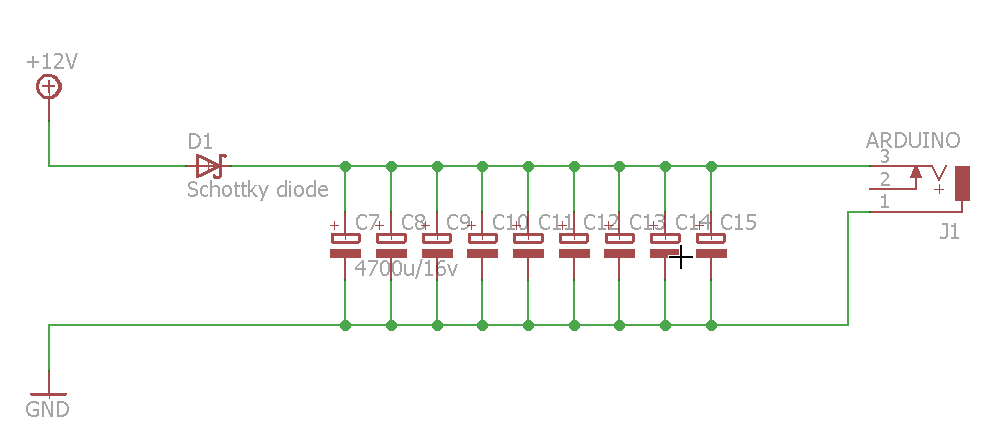 +12V
D1
Schottky diode
ARDUINO
3
2
1
J1
+ C7 + C8 + C9 + C10 + C11 + C12 + C13 + C14 + C15
4700u/16v
GND